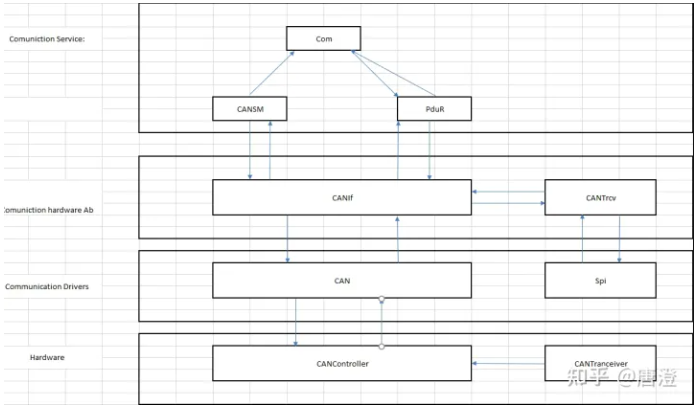 Comuniction Service:
Com
CANSM
PduR
Comuniction hardware Ab
CANIf
CANTrcv
Communication Drivers
CAN
Spi
Hardware
CANController
CANTranceiver
知乎 @唐澄